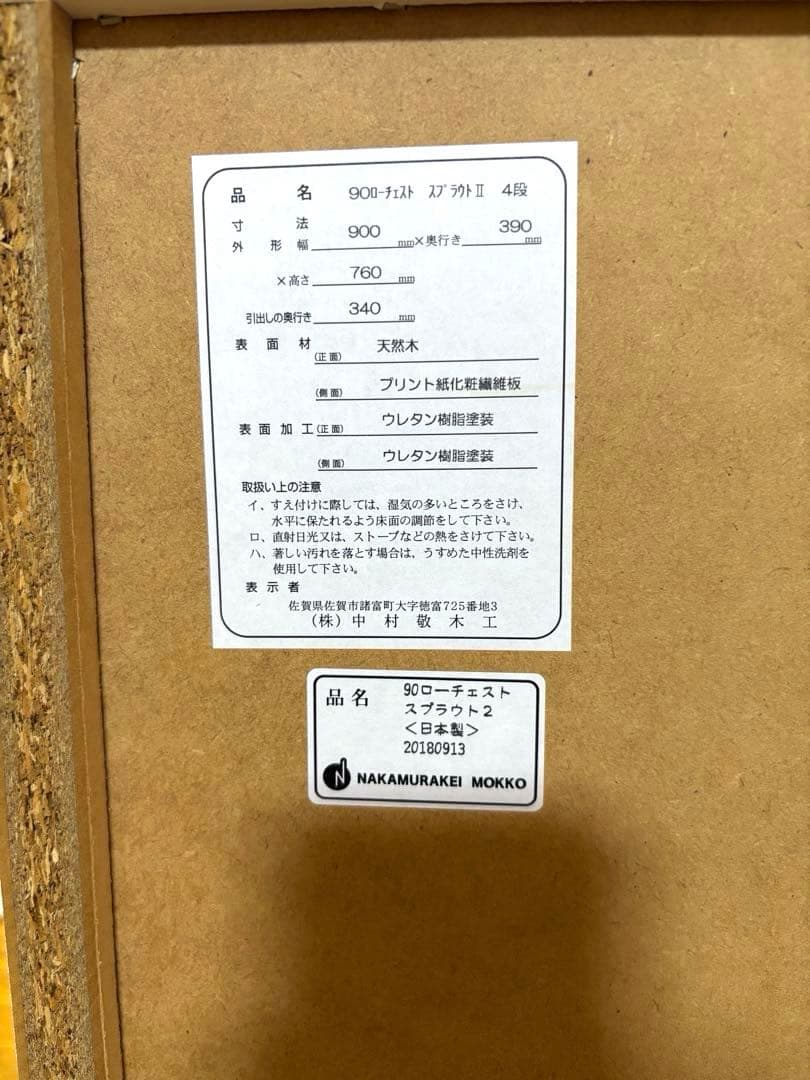 品名 90ﾛｰﾁｪｽﾄ ｽﾌﾟﾗｳﾄⅡ 4段
寸法
外形幅 900 mm×奥行き 390 mm
×高さ 760 mm
引出しの奥行き 340 mm
表面材(正面) 天然木
(側面) プリント紙化粧繊維板
表面加工(正面) ウレタン樹脂塗装
(側面) ウレタン樹脂塗装
取扱い上の注意
イ、すえ付けに際しては、湿気の多いところをさけ、
水平に保たれるよう床面の調節をして下さい。
ロ、直射日光又は、ストーブなどの熱をさけて下さい。
ハ、著しい汚れを落とす場合は、うすめた中性洗剤を
使用して下さい。
表示者
佐賀県佐賀市諸富町大字徳富725番地3
(株)中村敬木工
品名 90ローチェスト
スプラウト2
<日本製>
20180913
N NAKAMURAKEI MOKKO